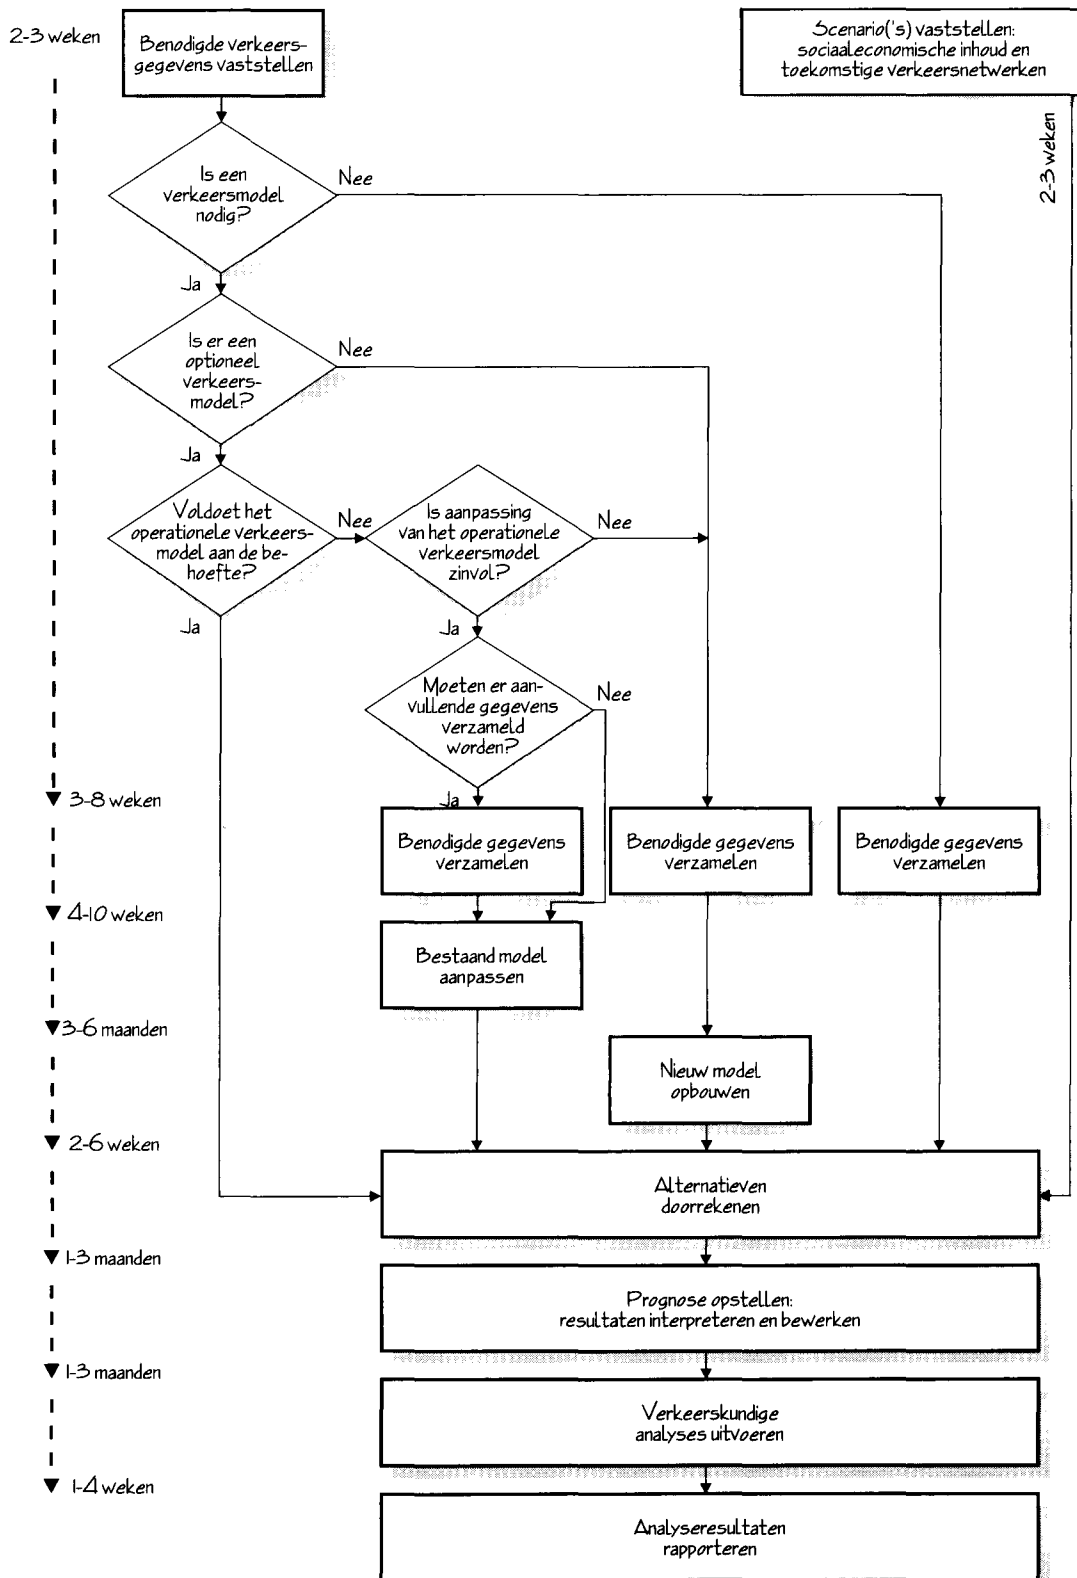 2-3 weken
Benodigde verkeers-
gegevens vaststellen
Scenario('s) vaststellen:
sociaaleconomische inhoud en
toekomstige verkeersnetwerken
2-3 weken
Is een
verkeersmodel
nodig?
Nee
Ja
Is er een
optioneel
verkeers-
model?
Nee
Ja
Voldoet het
operationele verkeers-
model aan de be-
hoefte?
Nee
Is aanpassing
van het operationele
verkeersmodel
zinvol?
Nee
Ja
Ja
Moeten er aan-
vullende gegevens
verzameld
worden?
Nee
Ja
3-8 weken
Benodigde gegevens
verzamelen
Benodigde gegevens
verzamelen
Benodigde gegevens
verzamelen
4-10 weken
Bestaand model
aanpassen
3-6 maanden
Nieuw model
opbouwen
2-6 weken
Alternatieven
doorrekenen
1-3 maanden
Prognose opstellen:
resultaten interpreteren en bewerken
1-3 maanden
Verkeerskundige
analyses uitvoeren
1-4 weken
Analyseresultaten
rapporteren